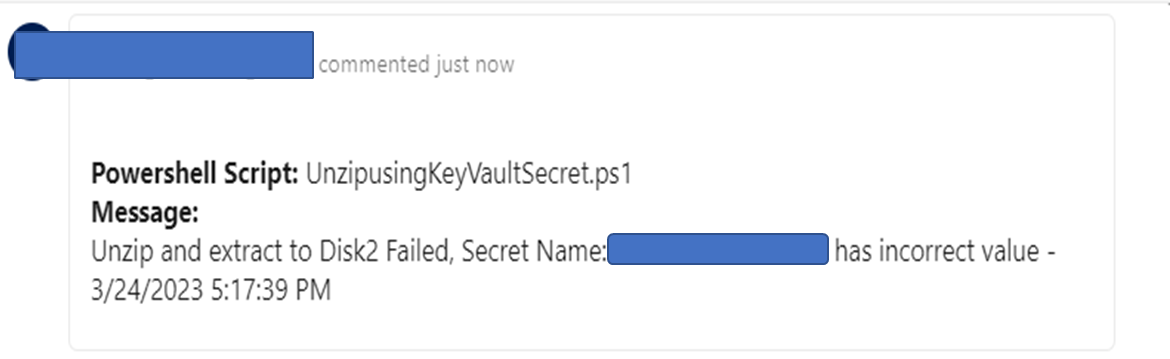 commented just now
Powershell Script: UnzipusingKeyVaultSecret.ps1
Message:
Unzip and extract to Disk2 Failed, Secret Name: has incorrect value -
3/24/2023 5:17:39 PM